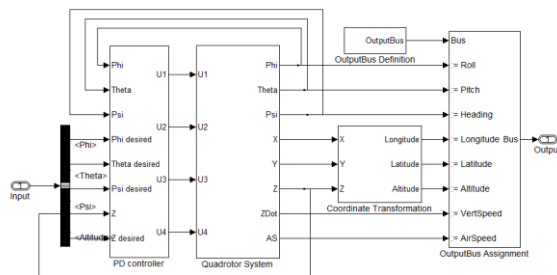 Phi
Theta
Psi
Phi desired
<Phi>
Theta desired
<Theta>
Psi desired
<Psi>
Z
<Altitude>
Z desired
Input
U1
U2
U3
U4
PD controller
U1
U2
U3
U4
Phi
Theta
Psi
X
Y
Z
ZDot
AS
Quadrotor System
X
Y
Z
Longitude
Latitude
Altitude
Coordinate Transformation
OutputBus
OutputBus Definition
Bus
:= Roll
:= Pitch
:= Heading
:= Longitude Bus
:= Latitude
:= Altitude
:= VertSpeed
:= AirSpeed
OutputBus Assignment
Output